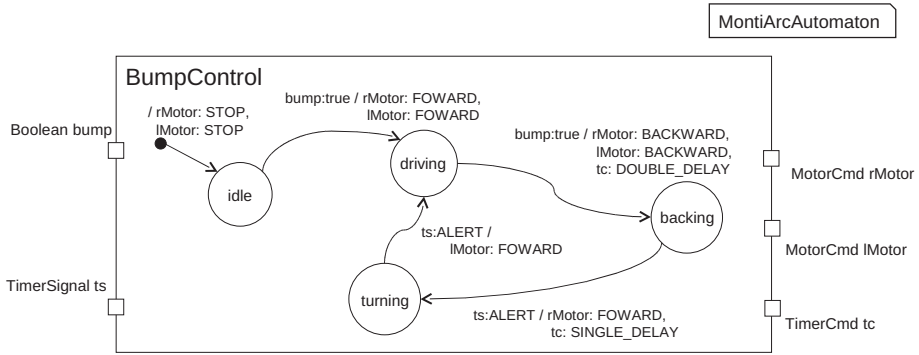 MontiArcAutomaton
BumpControl
/ rMotor: STOP,
lMotor: STOP
bump:true / rMotor: FOWARD,
lMotor: FOWARD
Boolean bump
bump:true / rMotor: BACKWARD,
lMotor: BACKWARD,
tc: DOUBLE_DELAY
driving
idle
MotorCmd rMotor
backing
ts:ALERT /
lMotor: FOWARD
MotorCmd lMotor
TimerSignal ts
turning
ts:ALERT / rMotor: FOWARD,
tc: SINGLE_DELAY
TimerCmd tc